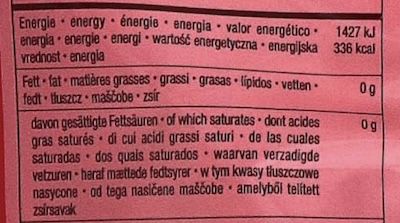 Energie • energy • énergie • energia • valor energético • 1427 kJ
energia • energie • energi • wartość energetyczna • energijska 336 kcal
vrednost • energia
Fett • fat • matières grasses • grassi • grasas • lípidos • vetten • 0 g
fedt • tłuszcz • maščobe • zsír
davon gesättigte Fettsäuren • of which saturates • dont acides 0 g
gras saturés • di cui acidi grassi saturi • de las cuales
saturadas • dos quais saturados • waarvan verzadigde
vetzuren • heraf mættede fedtsyrer • w tym kwasy tłuszczowe
nasycone • od tega nasičene maščobe • amelyből telített
zsírsavak